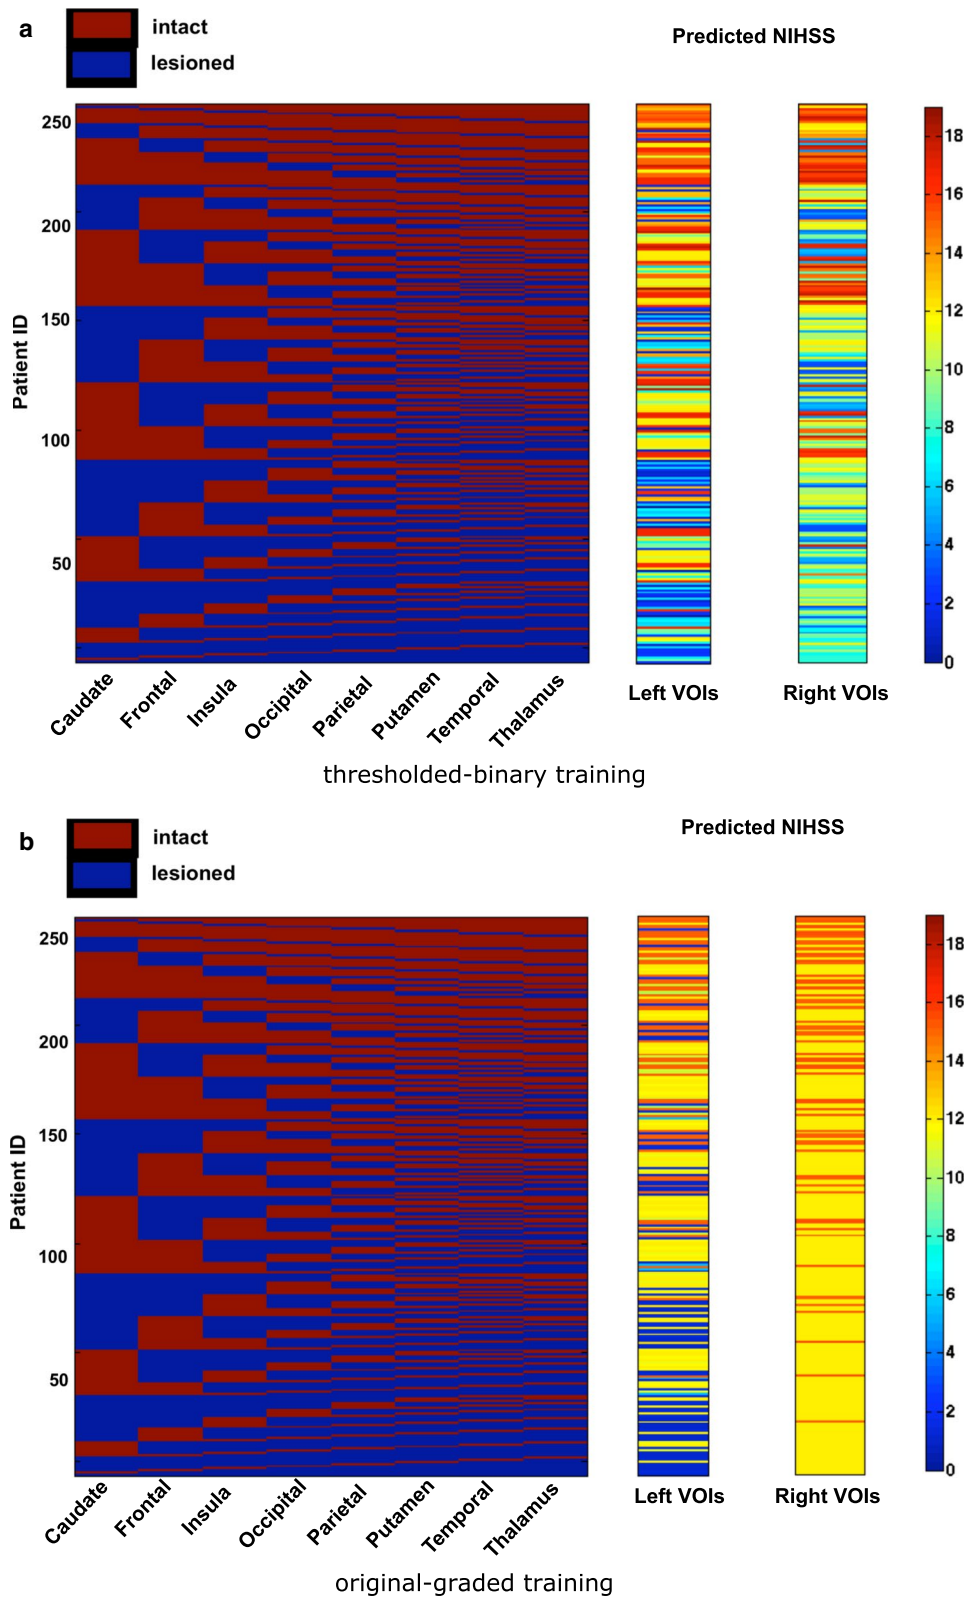 a
intact
lesioned
Predicted NIHSS
250
200
150
100
50
Patient ID
18
16
14
12
10
8
6
4
2
0
Caudate
Frontal
Insula
Occipital
Parietal
Putamen
Temporal
Thalamus
Left VOIs
Right VOIs
thresholded-binary training
b
intact
lesioned
Predicted NIHSS
250
200
150
100
50
Patient ID
18
16
14
12
10
8
6
4
2
0
Caudate
Frontal
Insula
Occipital
Parietal
Putamen
Temporal
Thalamus
Left VOIs
Right VOIs
original-graded training